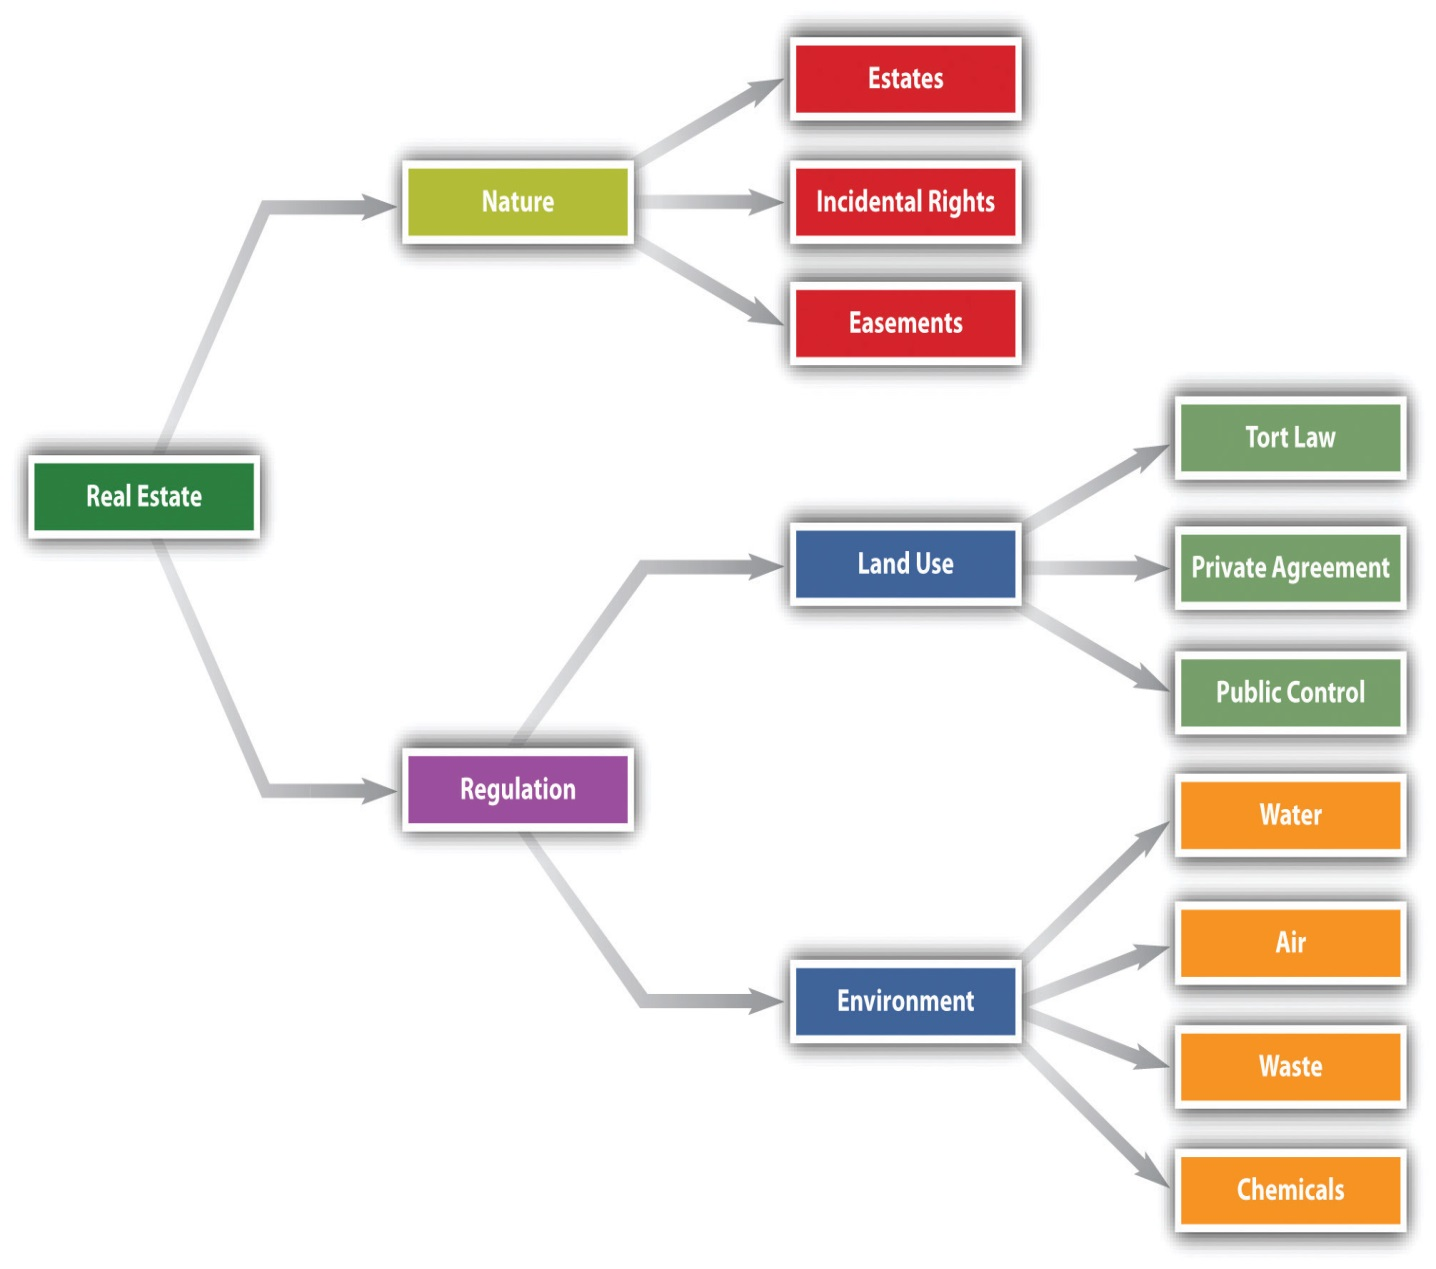 Estates
Nature
Incidental Rights
Easements
Real Estate
Tort Law
Land Use
Private Agreement
Public Control
Regulation
Water
Air
Environment
Waste
Chemicals